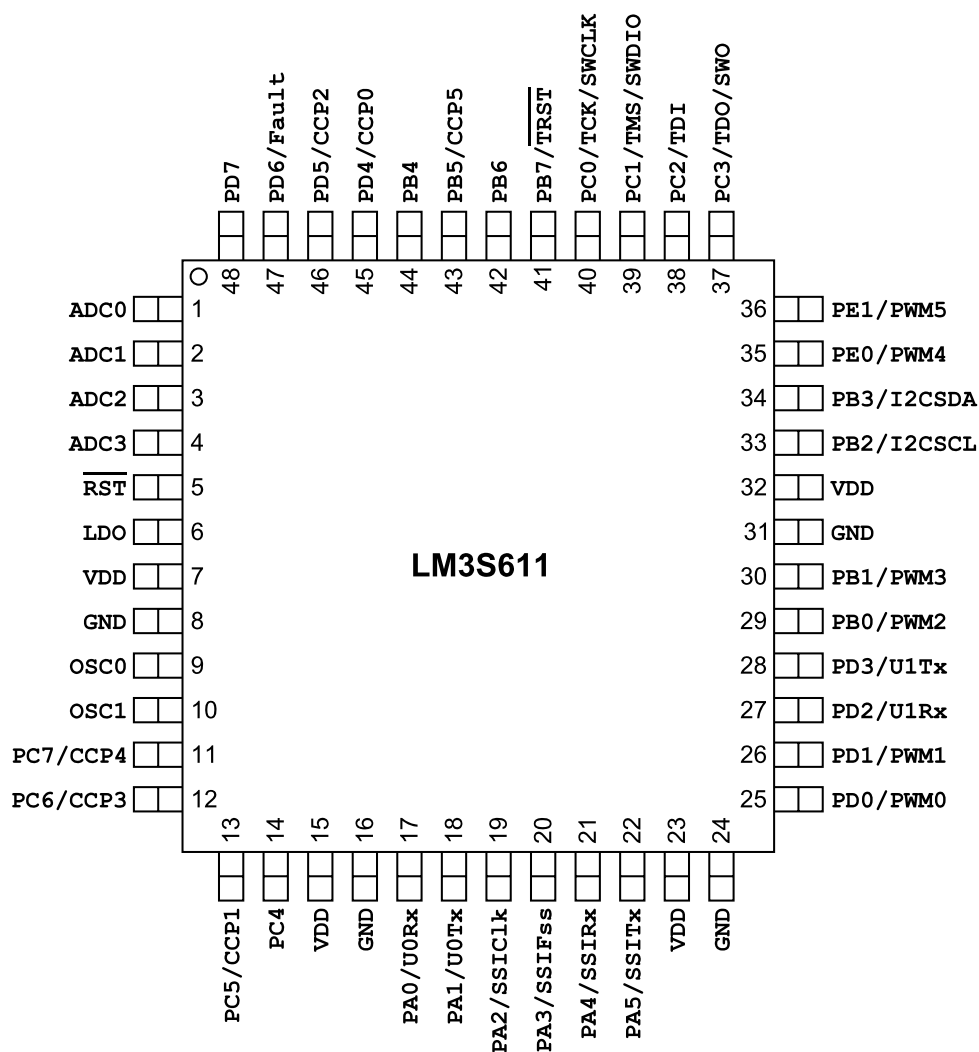 PD7
PD6/Fault
PD5/CCP2
PD4/CCP0
PB4
PB5/CCP5
PB6
PB7/TRST
PC0/TCK/SWCLK
PC1/TMS/SWDIO
PC2/TDI
PC3/TDO/SWO
48
47
46
45
44
43
42
41
40
39
38
37
ADC0 1
ADC1 2
ADC2 3
ADC3 4
RST 5
LDO 6
VDD 7
GND 8
OSC0 9
OSC1 10
PC7/CCP4 11
PC6/CCP3 12
LM3S611
36 PE1/PWM5
35 PE0/PWM4
34 PB3/I2CSDA
33 PB2/I2CSCL
32 VDD
31 GND
30 PB1/PWM3
29 PB0/PWM2
28 PD3/U1Tx
27 PD2/U1Rx
26 PD1/PWM1
25 PD0/PWM0
13
14
15
16
17
18
19
20
21
22
23
24
PC5/CCP1
PC4
VDD
GND
PA0/U0Rx
PA1/U0Tx
PA2/SSIClk
PA3/SSIFss
PA4/SSIRx
PA5/SSITx
VDD
GND